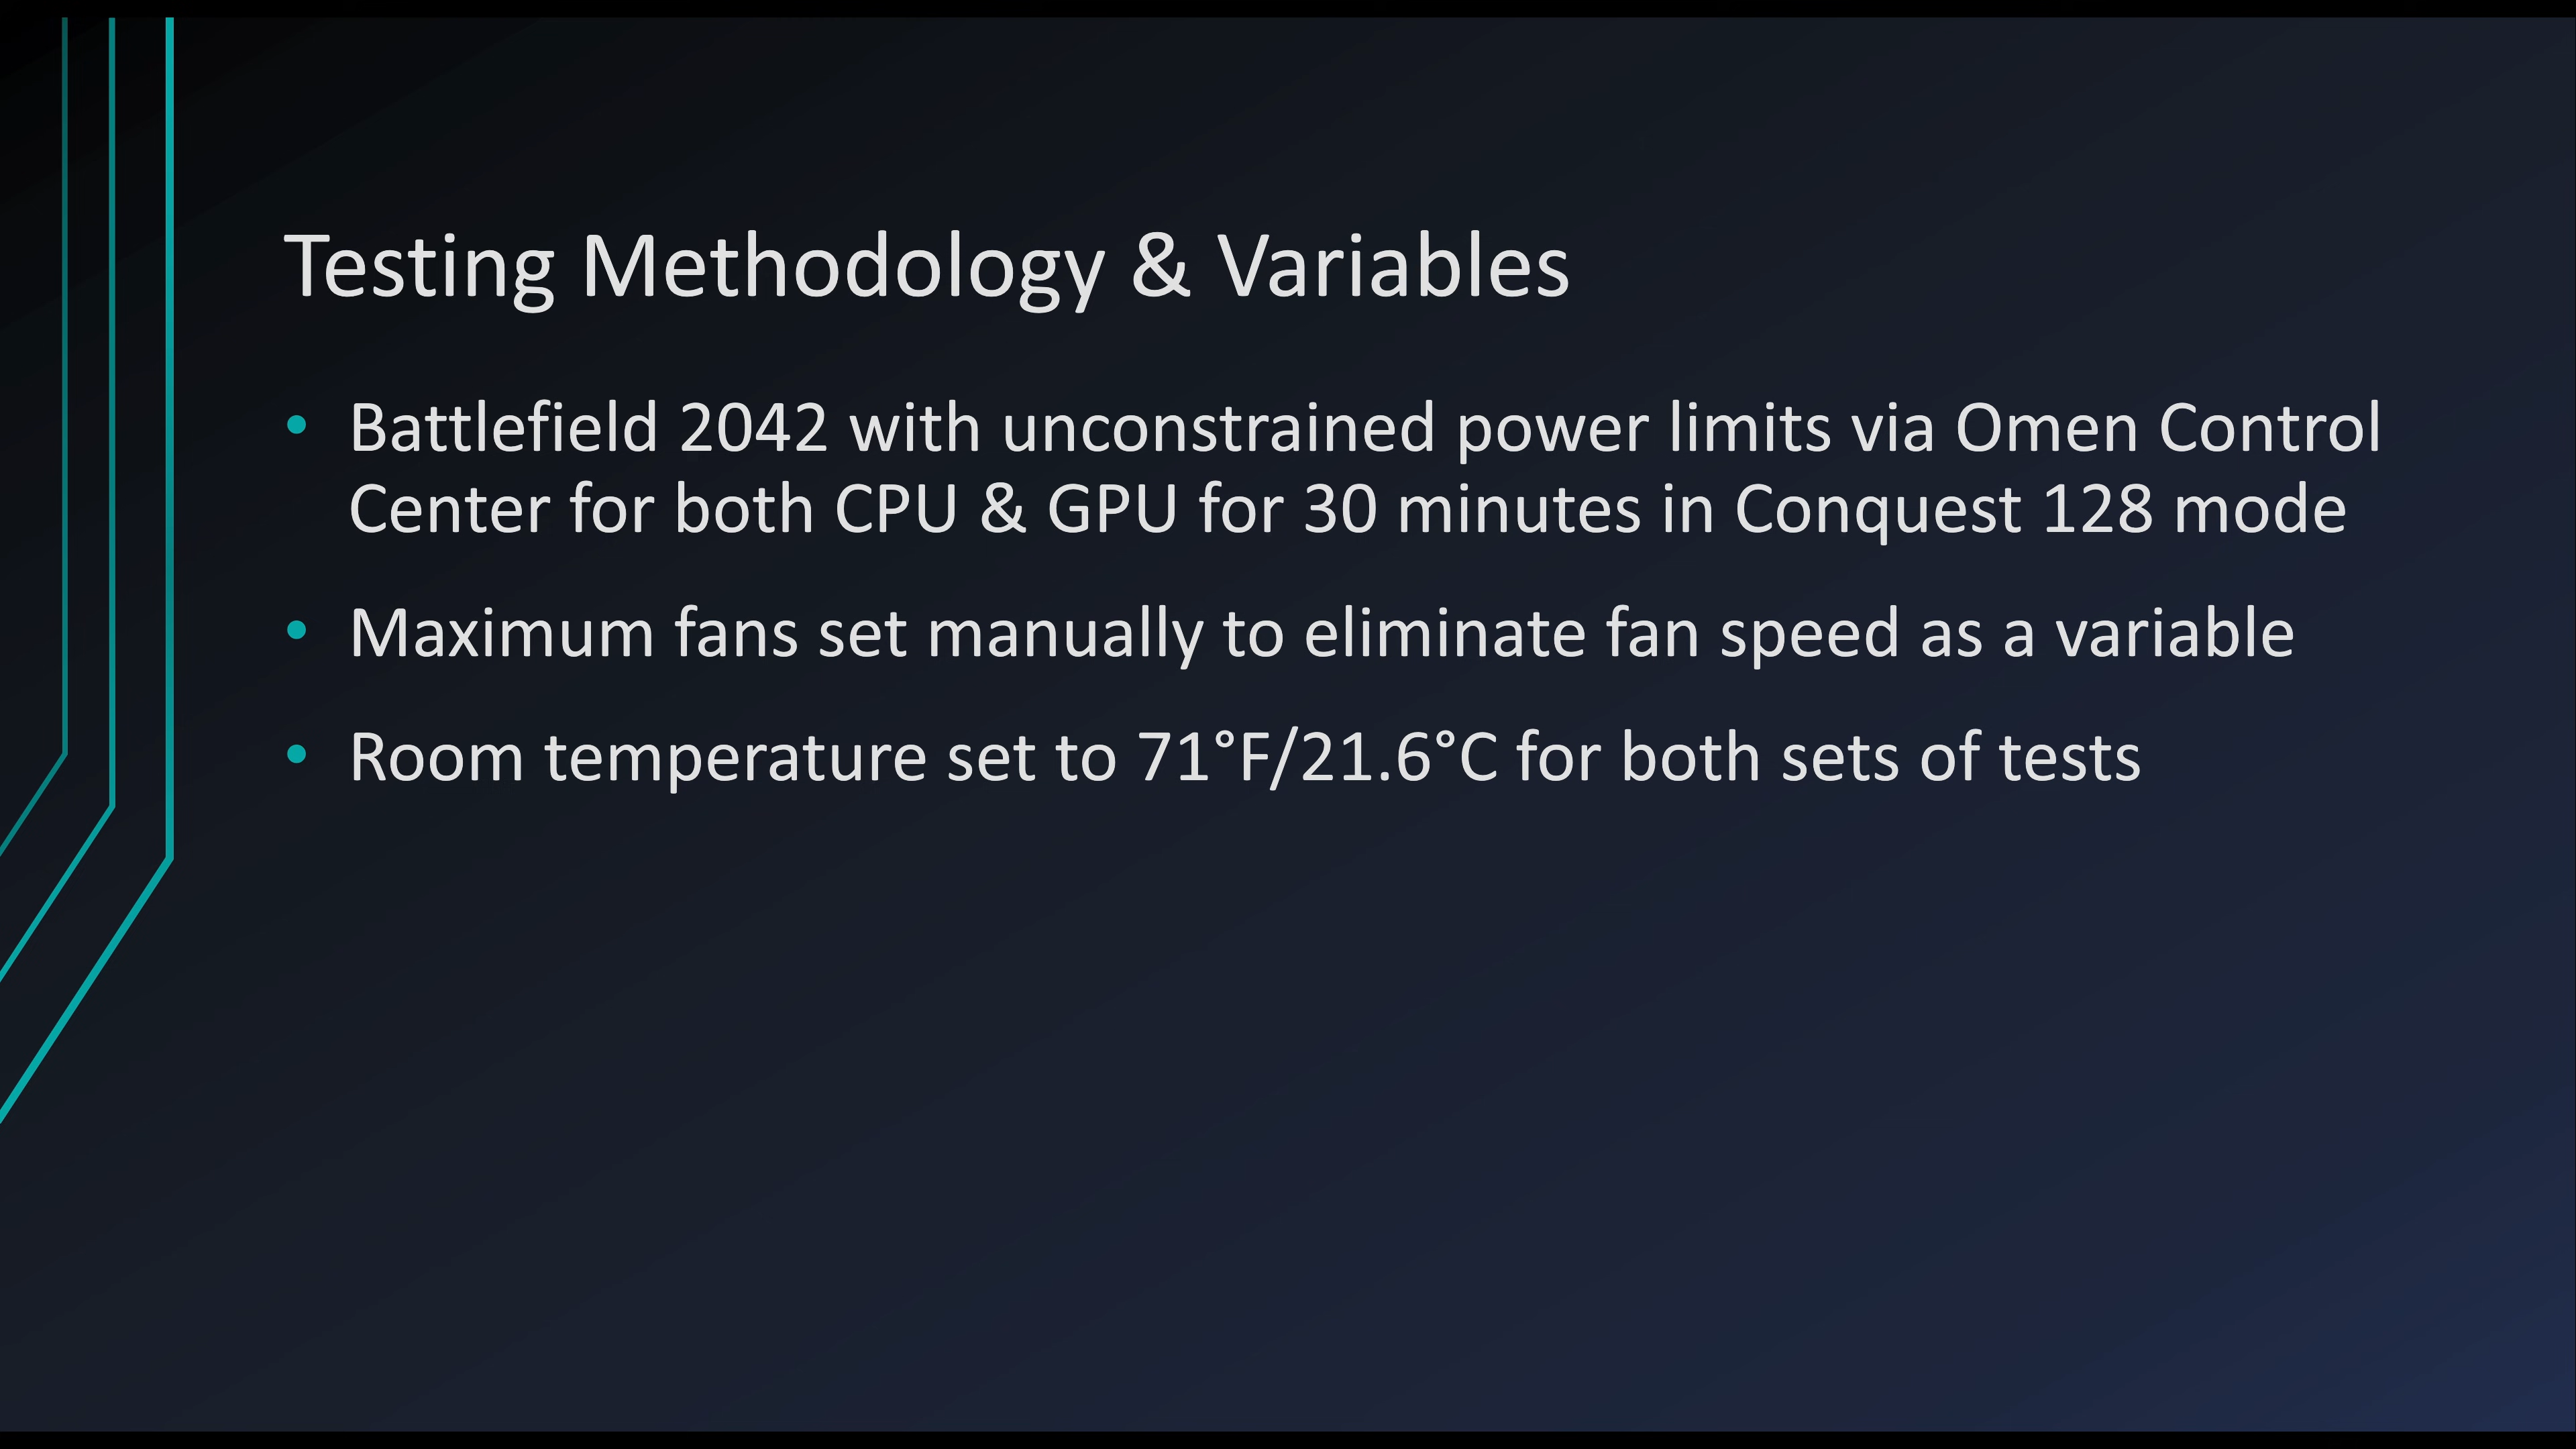 Testing Methodology & Variables
• Battlefield 2042 with unconstrained power limits via Omen Control
Center for both CPU & GPU for 30 minutes in Conquest 128 mode
• Maximum fans set manually to eliminate fan speed as a variable
• Room temperature set to 71°F/21.6°C for both sets of tests